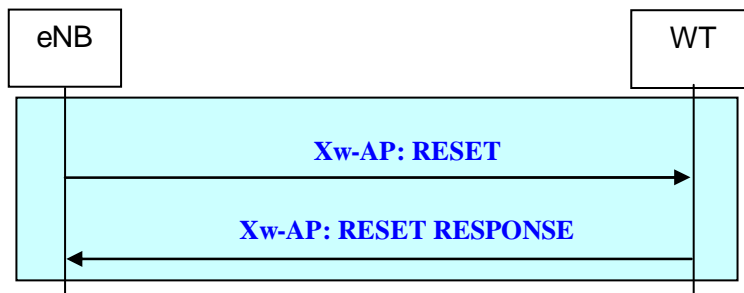 eNB
WT
Xw-AP: RESET
Xw-AP: RESET RESPONSE